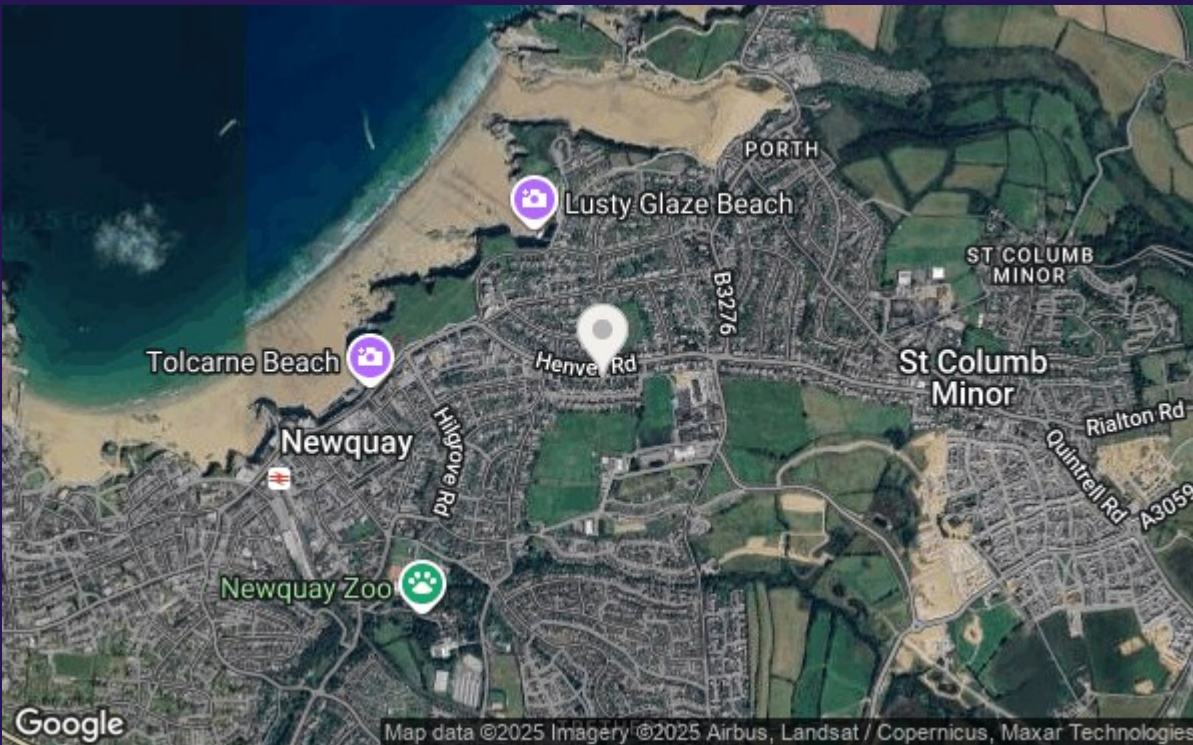 PORTH
Lusty Glaze Beach
ST COLUMB
MINOR
B3276
Tolcarne Beach
Henver Rd
St Columb
Minor
Rialton Rd
Newquay
Hilgrove Rd
Quintrell Rd
A3059
Newquay Zoo
Google
Map data ©2025 Imagery ©2025 Airbus, Landsat / Copernicus, Maxar Technologies